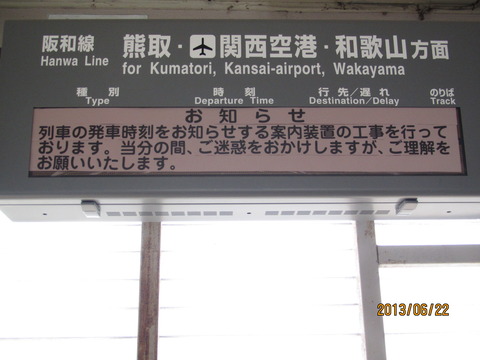 阪和線 熊取・関西空港・和歌山方面
Hanwa Line for Kumatori, Kansai-airport, Wakayama
種別 時刻 行先/遅れ のりば
Type Departure Time Destination/Delay Track
お知らせ
列車の発車時刻をお知らせする案内装置の工事を行って
おります。当分の間、ご迷惑をおかけしますが、ご理解を
お願いいたします。
2013/06/22